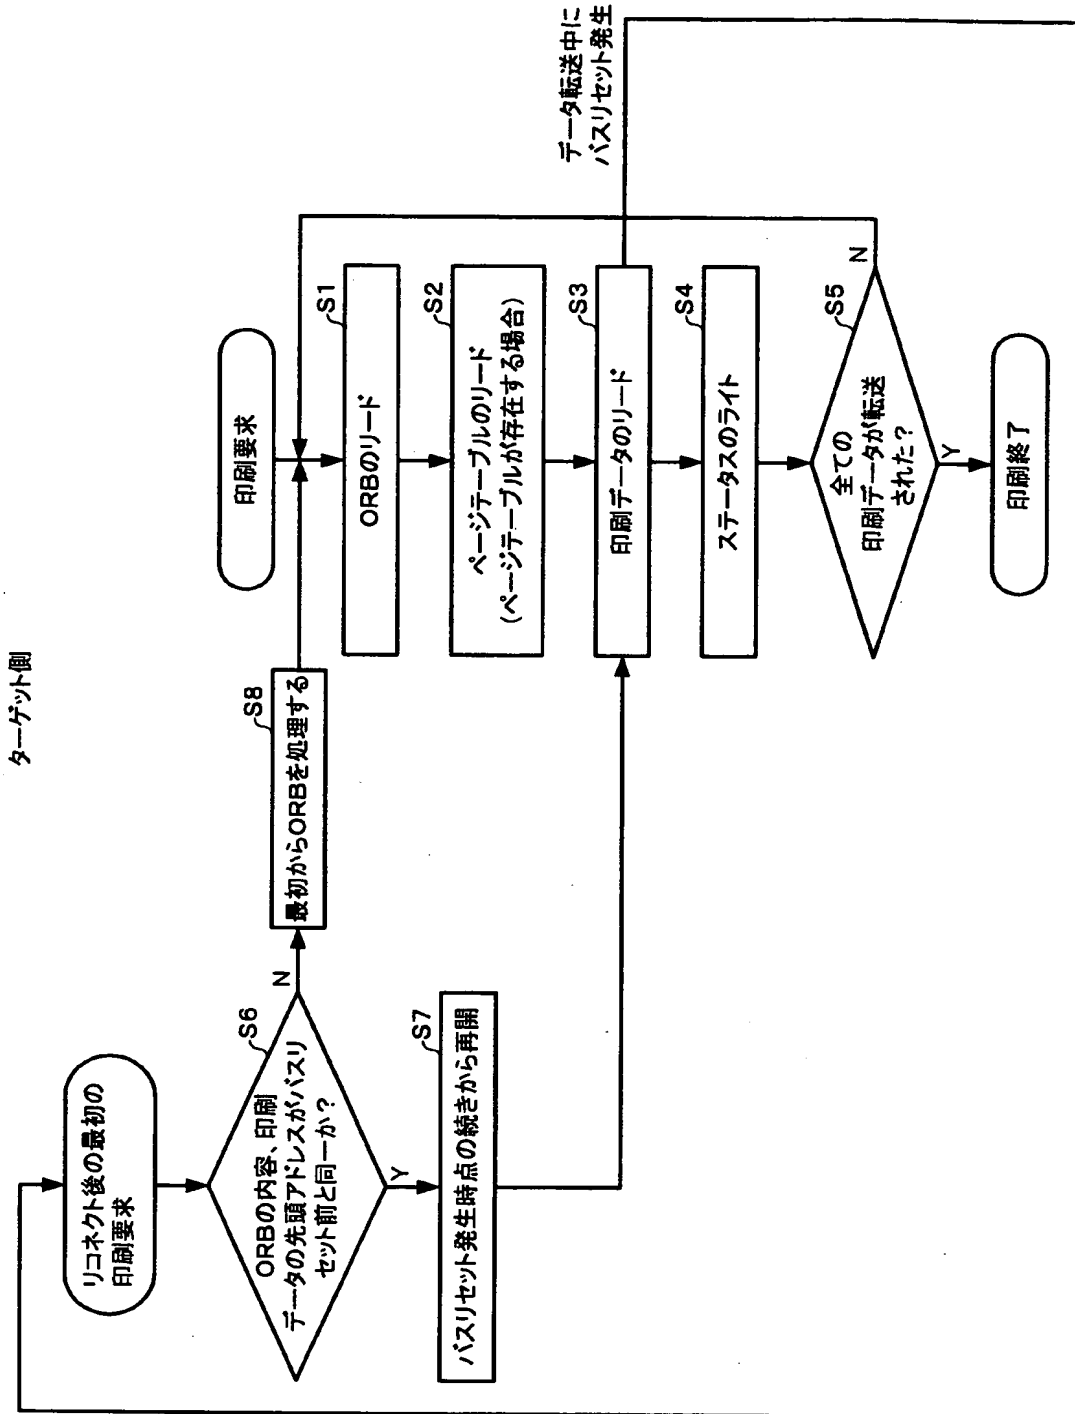 ターゲット側
リコネクト後の最初の
印刷要求
S6
ORBの内容、印刷
データの先頭アドレスがバスリ
セット前と同一か?
N
Y
S7
バスリセット発生時点の続きから再開
S8
最初からORBを処理する
印刷要求
S1
ORBのリード
S2
ページテーブルのリード
(ページテーブルが存在する場合)
S3
印刷データのリード
データ転送中に
バスリセット発生
S4
ステータスのライト
S5
全ての
印刷データが転送
された?
N
Y
印刷終了